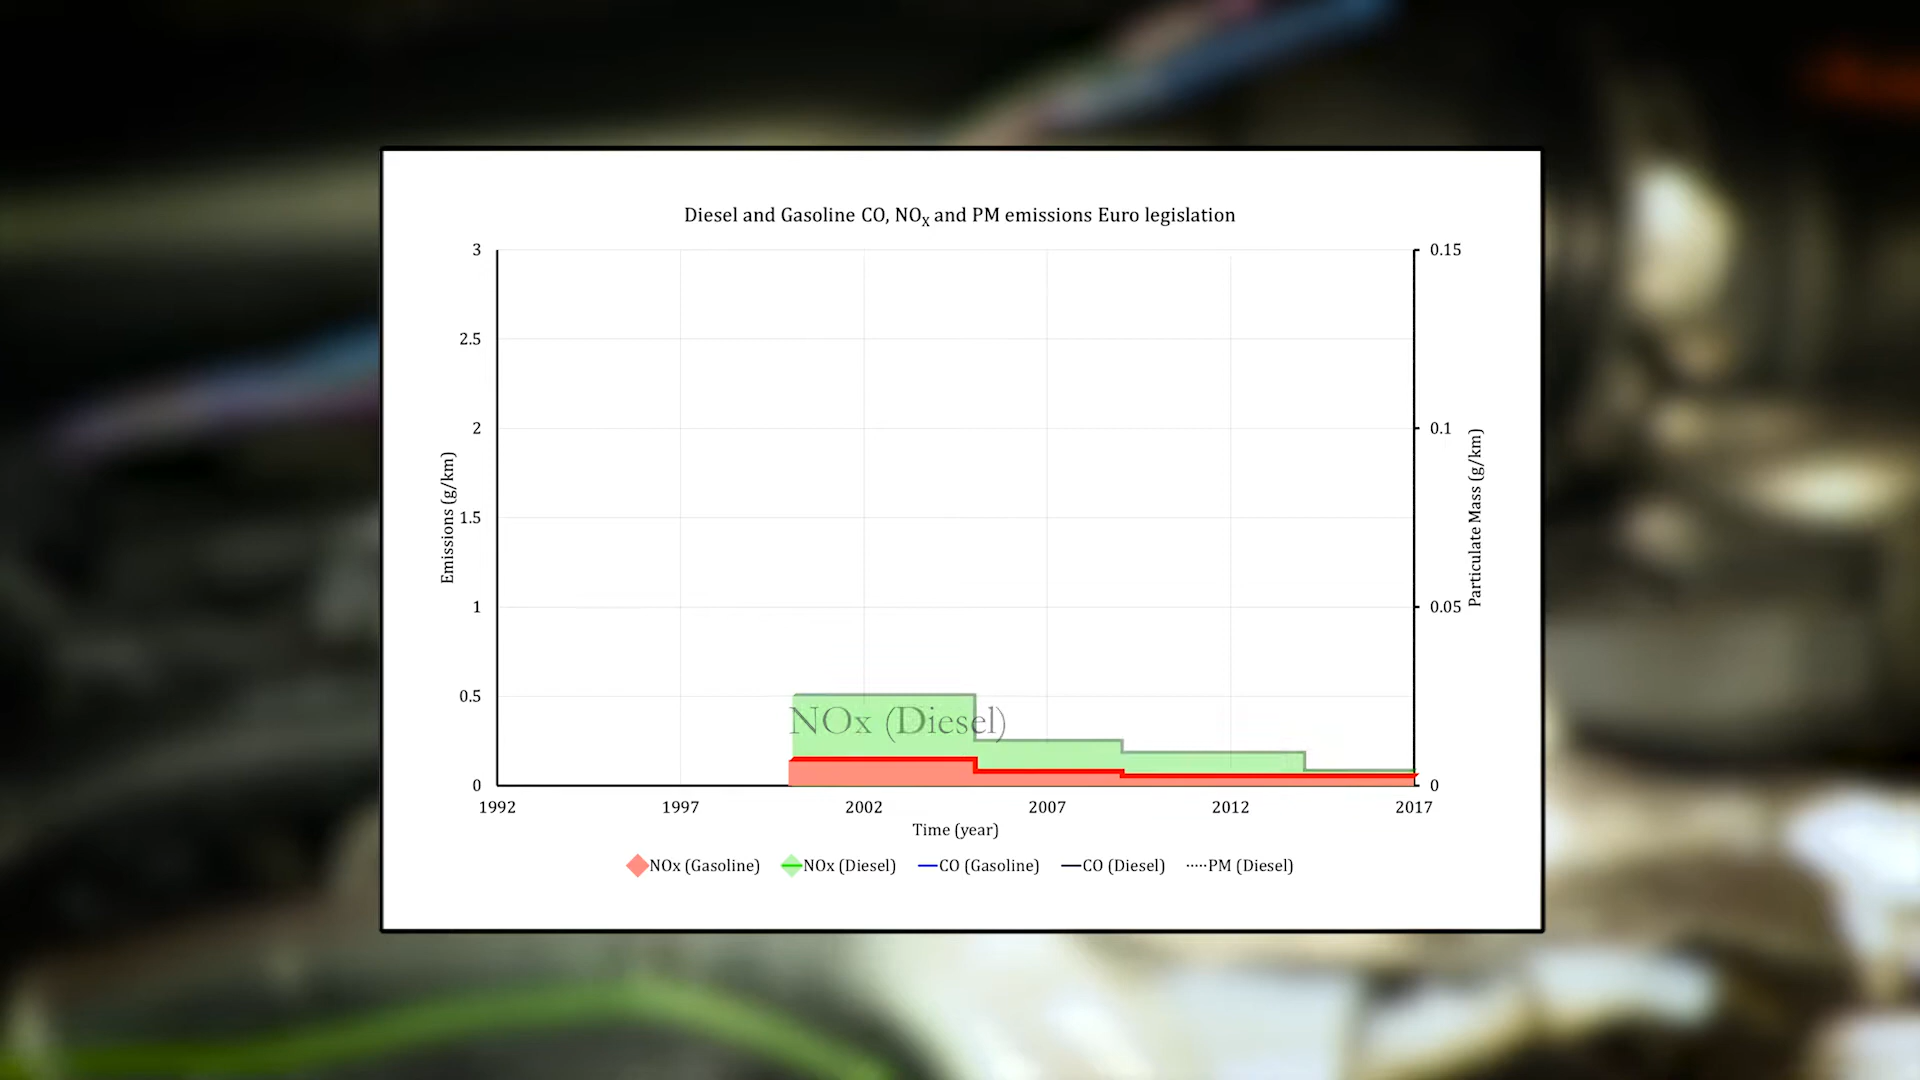 Diesel and Gasoline CO, NOX and PM emissions Euro legislation
3
2.5
2
1.5
1
0.5
0
Emissions (g/km)
0.15
0.1
0.05
0
Particulate Mass (g/km)
NOx (Diesel)
1992 1997 2002 2007 2012 2017
Time (year)
NOx (Gasoline) NOx (Diesel) CO (Gasoline) CO (Diesel) PM (Diesel)